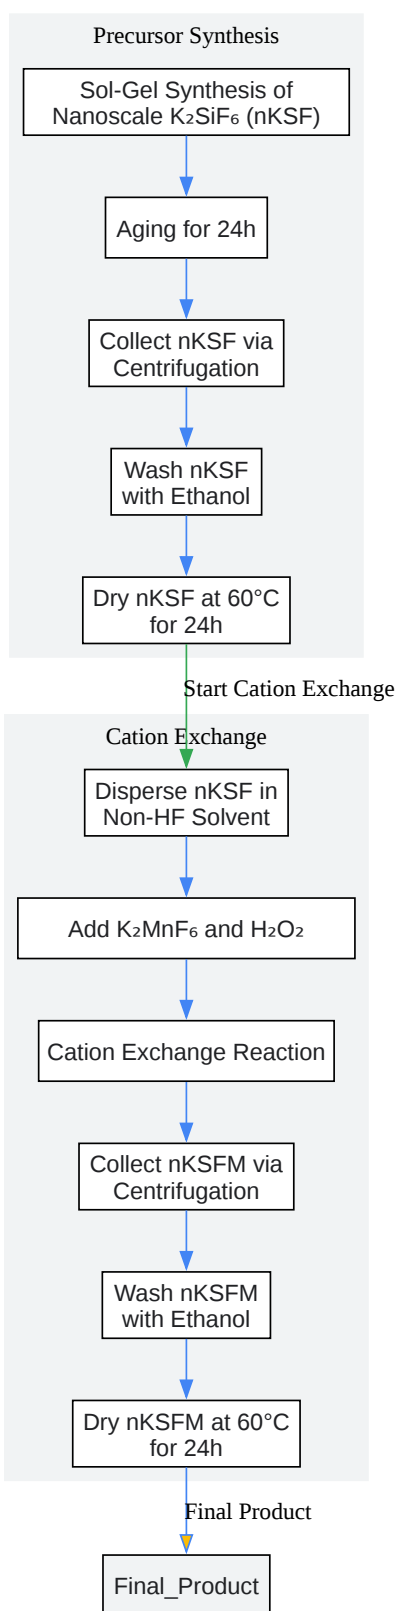 Precursor Synthesis
Sol-Gel Synthesis of
Nanoscale K₂SiF₆ (nKSF)
Aging for 24h
Collect nKSF via
Centrifugation
Wash nKSF
with Ethanol
Dry nKSF at 60°C
for 24h
Start Cation Exchange
Cation Exchange
Disperse nKSF in
Non-HF Solvent
Add K₂MnF₆ and H₂O₂
Cation Exchange Reaction
Collect nKSFM via
Centrifugation
Wash nKSFM
with Ethanol
Dry nKSFM at 60°C
for 24h
Final Product
Final_Product